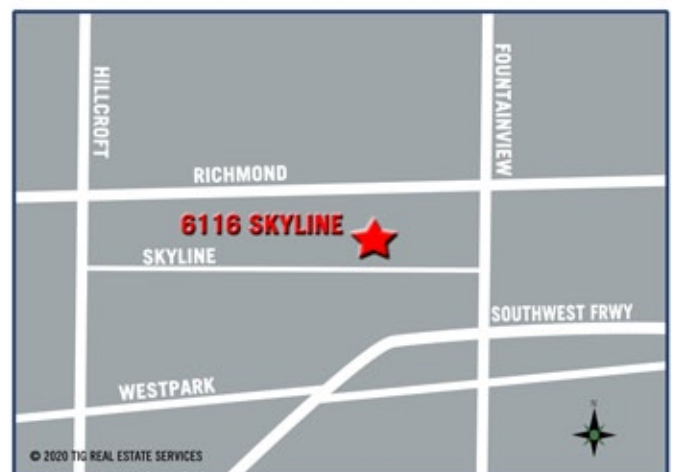 HILLCROFT
FOUNTAINVIEW
RICHMOND
6116 SKYLINE
SKYLINE
SOUTHWEST FRWY
WESTPARK
N
© 2020 TIG REAL ESTATE SERVICES